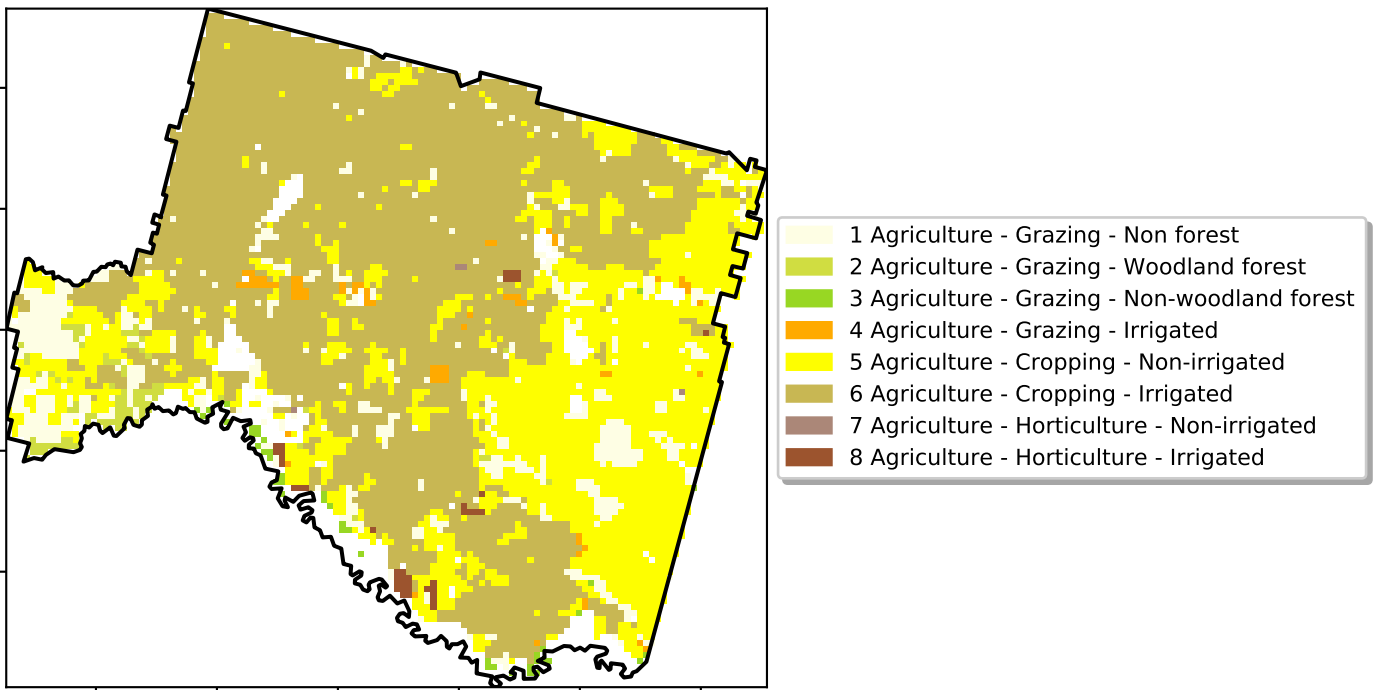 1 Agriculture - Grazing - Non forest
2 Agriculture - Grazing - Woodland forest
3 Agriculture - Grazing - Non-woodland forest
4 Agriculture - Grazing - Irrigated
5 Agriculture - Cropping - Non-irrigated
6 Agriculture - Cropping - Irrigated
7 Agriculture - Horticulture - Non-irrigated
8 Agriculture - Horticulture - Irrigated